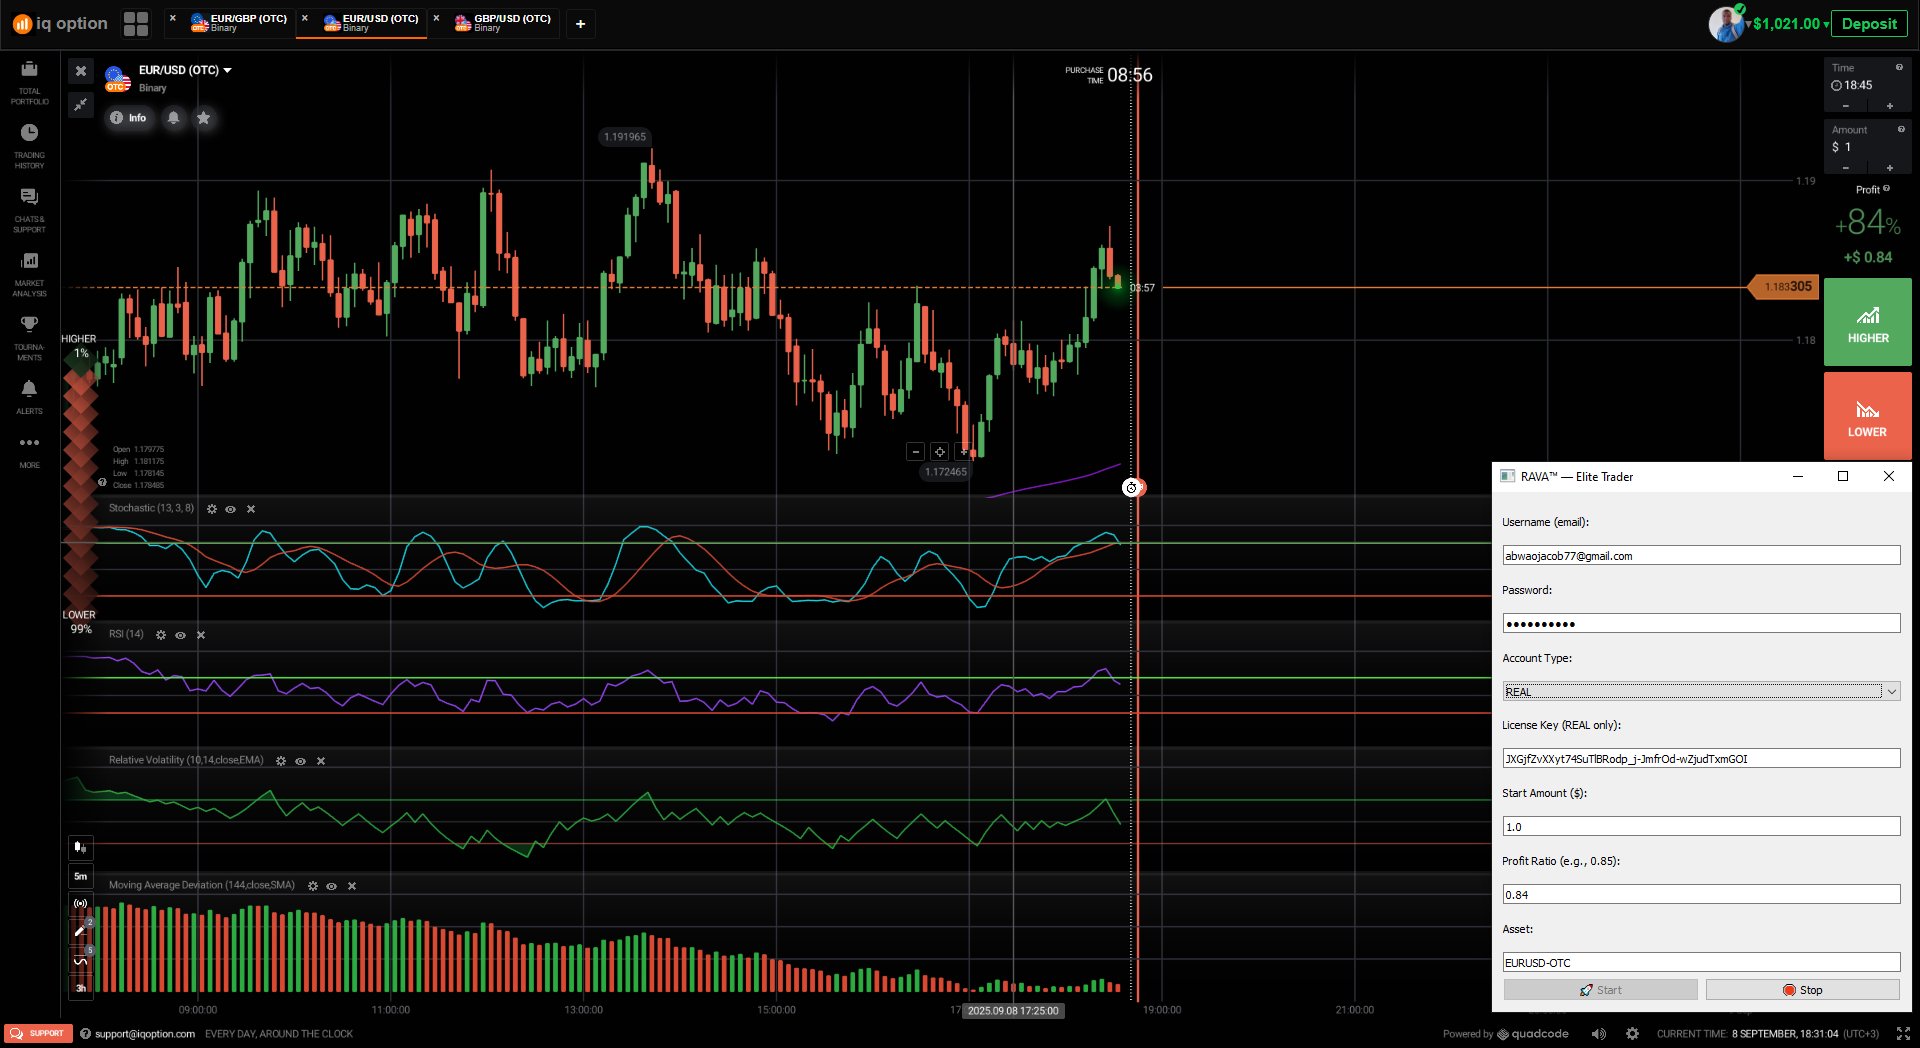 iq option
EUR/GBP (OTC)
Binary
EUR/USD (OTC)
Binary
GBP/USD (OTC)
Binary
+
$1,021.00
Deposit
TOTAL
PORTFOLIO
TRADING
HISTORY
CHATS &
SUPPORT
MARKET
ANALYSIS
TOURNA-
MENTS
ALERTS
MORE
EUR/USD (OTC)
Binary
OTC
Info
PURCHASE
TIME
08:56
1.191965
03:57
1.19
1.183305
1.18
HIGHER
1%
LOWER
99%
Open 1.179775
High 1.181175
Low 1.178145
Close 1.178485
1.172465
Stochastic (13, 3, 8)
RSI (14)
Relative Volatility (10,14,close,EMA)
Moving Average Deviation (144,close,SMA)
5m
2
5
3h
09:00:00
11:00:00
13:00:00
15:00:00
2025.09.08 17:25:00
19:00:00
21:00:00
Time
18:45
Amount
$ 1
Profit
+84%
+$ 0.84
HIGHER
LOWER
RAVA™ — Elite Trader
Username (email):
abwaojacob77@gmail.com
Password:
●●●●●●●●●●
Account Type:
REAL
License Key (REAL only):
JXGjfZvXXyt74SuTlBRodp_j-JmfrOd-wZjudTxmGOI
Start Amount ($):
1.0
Profit Ratio (e.g., 0.85):
0.84
Asset:
EURUSD-OTC
Start
Stop
SUPPORT
support@iqoption.com
EVERY DAY, AROUND THE CLOCK
Powered by quadcode
CURRENT TIME: 8 SEPTEMBER, 18:31:04 (UTC+3)